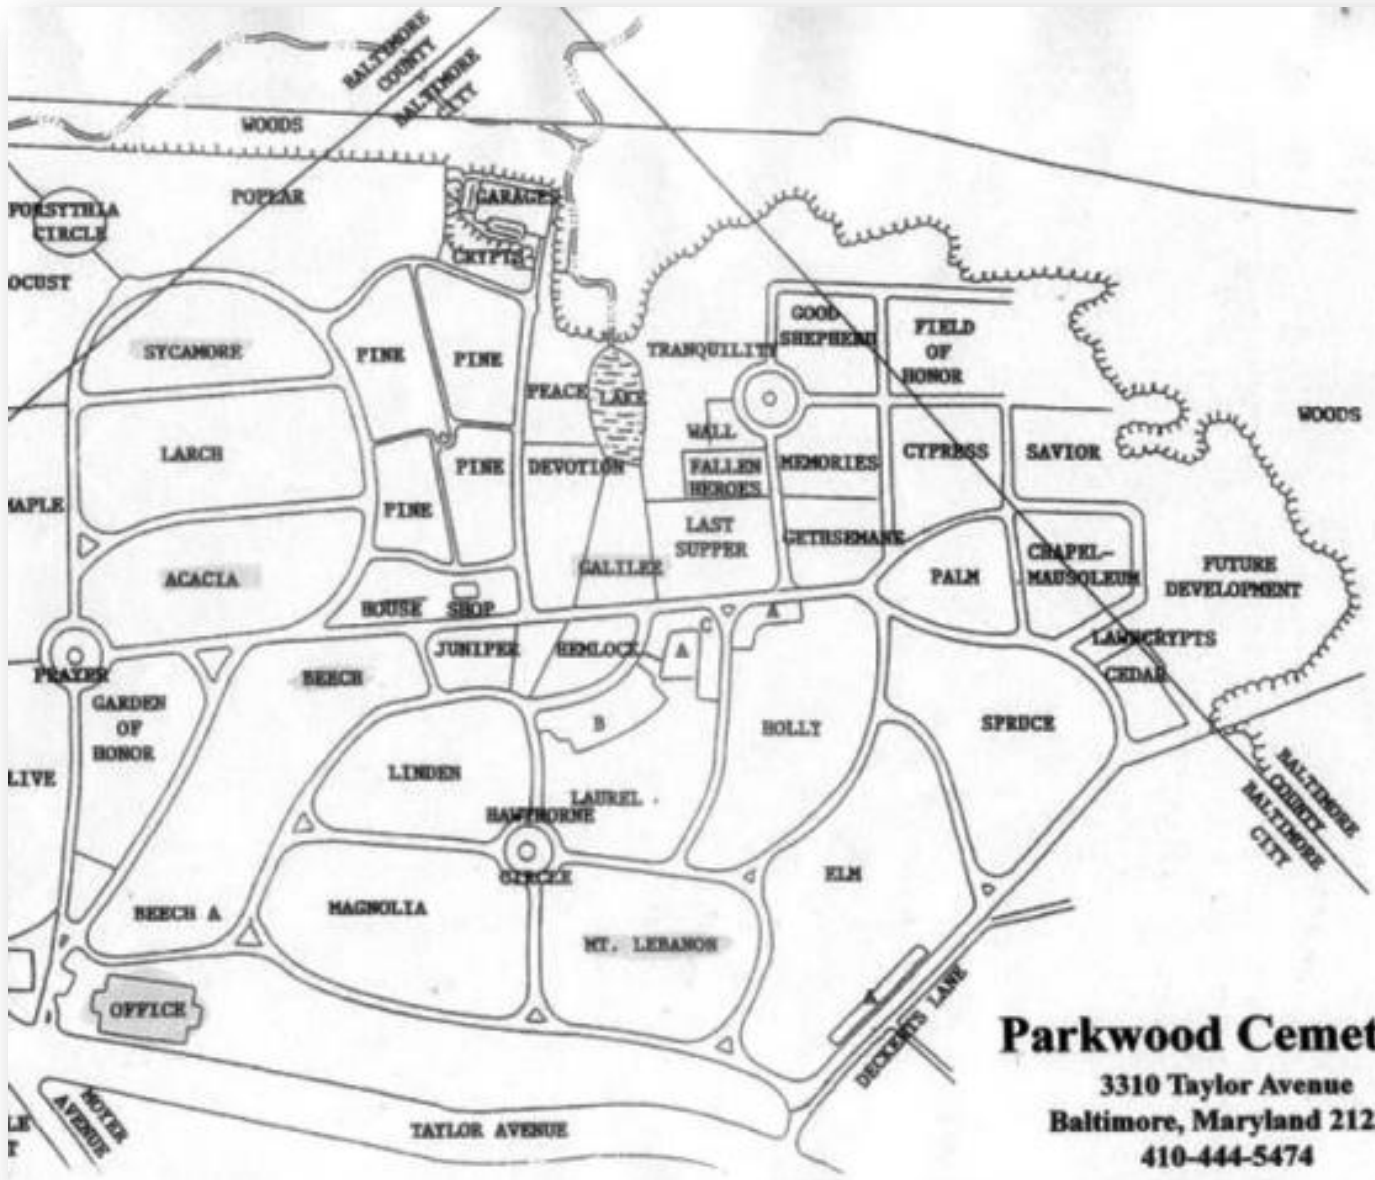 BALTIMORE
COUNTY
BALTIMORE
CITY
WOODS
POPLAR
GARAGES
FORSYTHIA
CIRCLE
CRYPTS
OCUST
GOOD
SHEPHERD
FIELD
OF
HONOR
SYCAMORE
PINE
PINE
TRANQUILITY
PEACE
LAKE
WOODS
WALL
LARCH
PINE
DEVOTION
FALLEN
HEROES
MEMORIES
CYPRESS
SAVIOR
MAPLE
PINE
LAST
SUPPER
GETHSEMANE
ACACIA
GALILEE
PALM
CHAPEL-
MAUSOLEUM
FUTURE
DEVELOPMENT
HOUSE
SHOP
A
C
JUNIPER
HEMLOCK
A
LAWNCRYPTS
PRAYER
BEECH
CEDAR
GARDEN
OF
HONOR
B
HOLLY
SPRUCE
LIVE
LINDEN
LAUREL
HAWTHORNE
CIRCLE
BALTIMORE
COUNTY
BALTIMORE
CITY
ELM
BEECH A
MAGNOLIA
MT. LEBANON
A
OFFICE
DECKERTS LANE
MOYER
AVENUE
LE
T
TAYLOR AVENUE
Parkwood Cemet
3310 Taylor Avenue
Baltimore, Maryland 212
410-444-5474